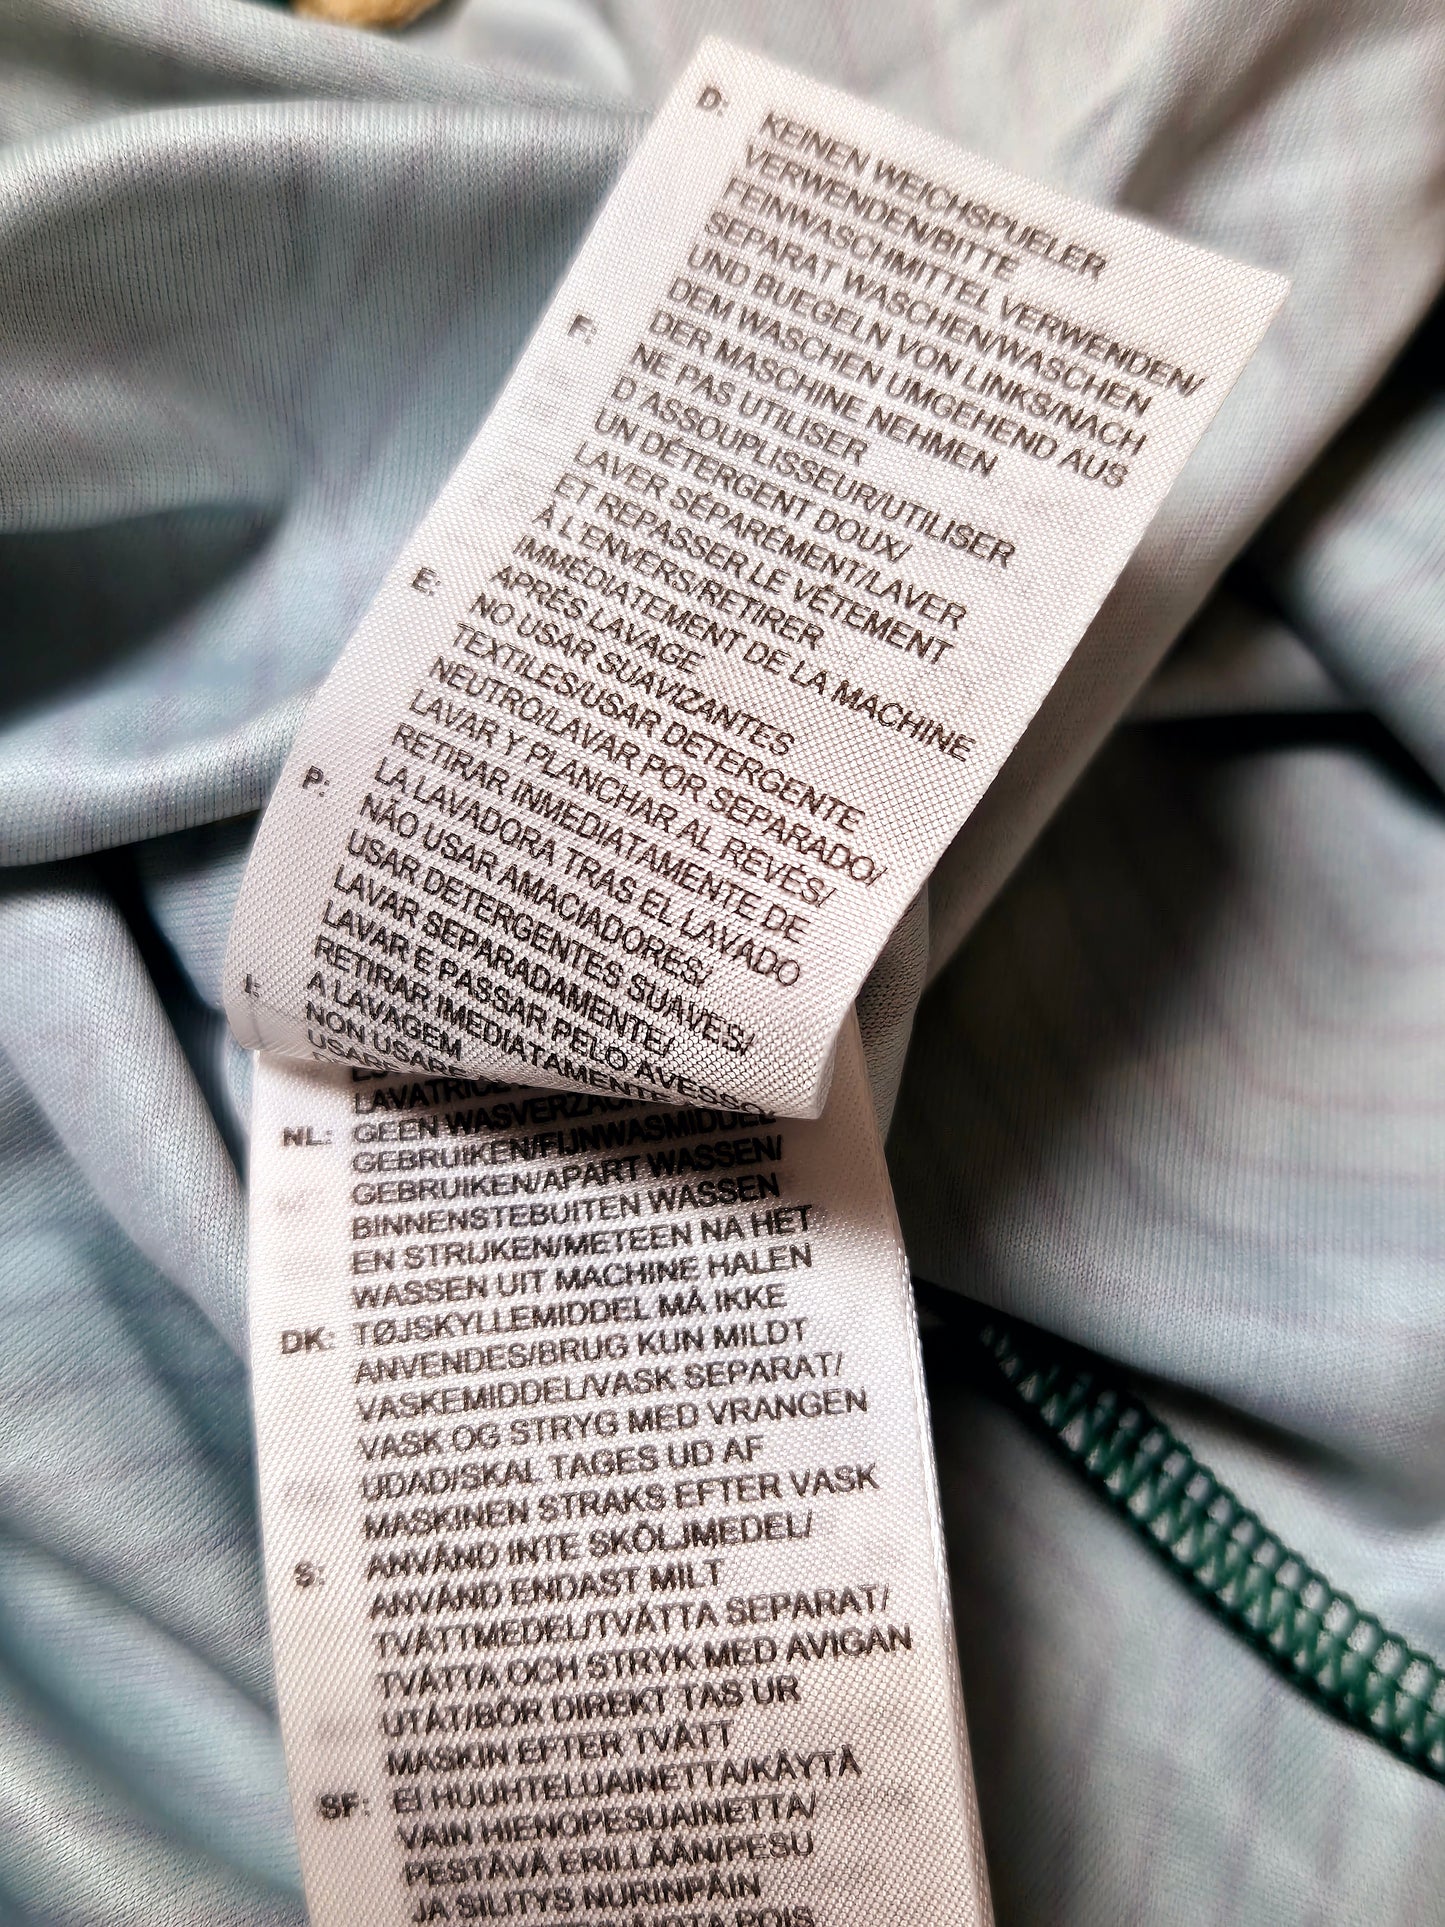 D: KEINEN WEICHSPUELER
VERWENDEN/BITTE
FEINWASCHMITTEL VERWENDEN/
SEPARAT WASCHEN/WASCHEN
UND BUEGELN VON LINKS/NACH
DEM WASCHEN UMGEHEND AUS
DER MASCHINE NEHMEN
F: NE PAS UTILISER
D ASSOUPLISSEUR/UTILISER
UN DÉTERGENT DOUX/
LAVER SÉPARÉMENT/LAVER
ET REPASSER LE VÊTEMENT
À L'ENVERS/RETIRER
IMMÉDIATEMENT DE LA MACHINE
APRÈS LAVAGE
E: NO USAR SUAVIZANTES
TEXTILES/USAR DETERGENTE
NEUTRO/LAVAR POR SEPARADO/
LAVAR Y PLANCHAR AL REVÉS/
RETIRAR INMEDIATAMENTE DE
LA LAVADORA TRAS EL LAVADO
P: NÃO USAR AMACIADORES/
USAR DETERGENTES SUAVES/
LAVAR SEPARADAMENTE/
LAVAR E PASSAR PELO AVESSO/
RETIRAR IMEDIATAMENTE
A LAVAGEM
I: NON USARE
USARE
LAVATRICE
NL: GEEN WASVERZACHTER
GEBRUIKEN/FIJNWASMIDDEL
GEBRUIKEN/APART WASSEN/
BINNENSTEBUITEN WASSEN
EN STRIJKEN/METEEN NA HET
WASSEN UIT MACHINE HALEN
DK: TØJSKYLLEMIDDEL MÅ IKKE
ANVENDES/BRUG KUN MILDT
VASKEMIDDEL/VASK SEPARAT/
VASK OG STRYG MED VRANGEN
UDAD/SKAL TAGES UD AF
MASKINEN STRAKS EFTER VASK
S: ANVÄND INTE SKÖLJMEDEL/
ANVÄND ENDAST MILT
TVÄTTMEDEL/TVÄTTA SEPARAT/
TVÄTTA OCH STRYK MED AVIGAN
UTÅT/BÖR DIREKT TAS UR
MASKIN EFTER TVÄTT
SF: EI HUUHTELUAINETTA/KÄYTÄ
VAIN HIENOPESUAINETTA/
PESTÄVÄ ERILLÄÄN/PESU
JA SILITYS NURINPÄIN
POIS